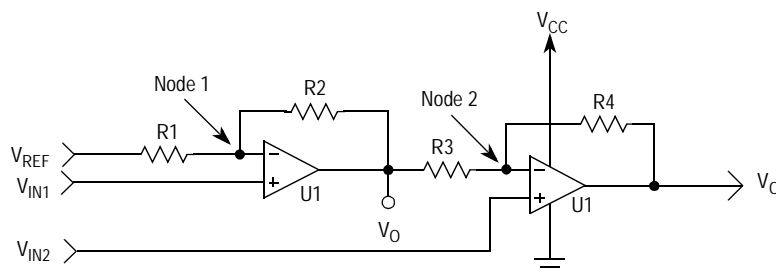 VCC
Node 1
R2
Node 2
R4
R1
VREF
R3
VIN1
U1
U1
VO
VO
VIN2